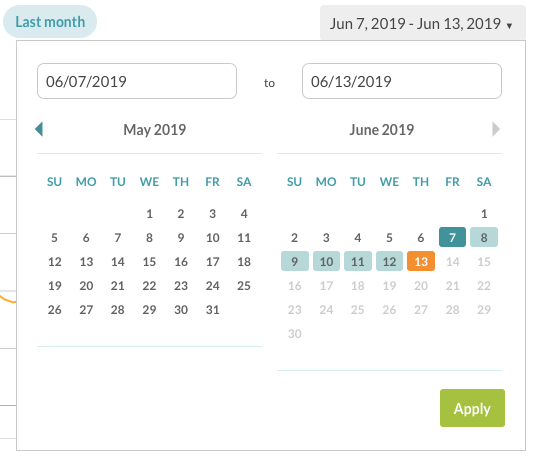 Last month
Jun 7, 2019 - Jun 13, 2019 ▾
06/07/2019 to 06/13/2019
May 2019
SU MO TU WE TH FR SA
1 2 3 4
5 6 7 8 9 10 11
12 13 14 15 16 17 18
19 20 21 22 23 24 25
26 27 28 29 30 31
June 2019
SU MO TU WE TH FR SA
1
2 3 4 5 6 7 8
9 10 11 12 13 14 15
16 17 18 19 20 21 22
23 24 25 26 27 28 29
30
Apply